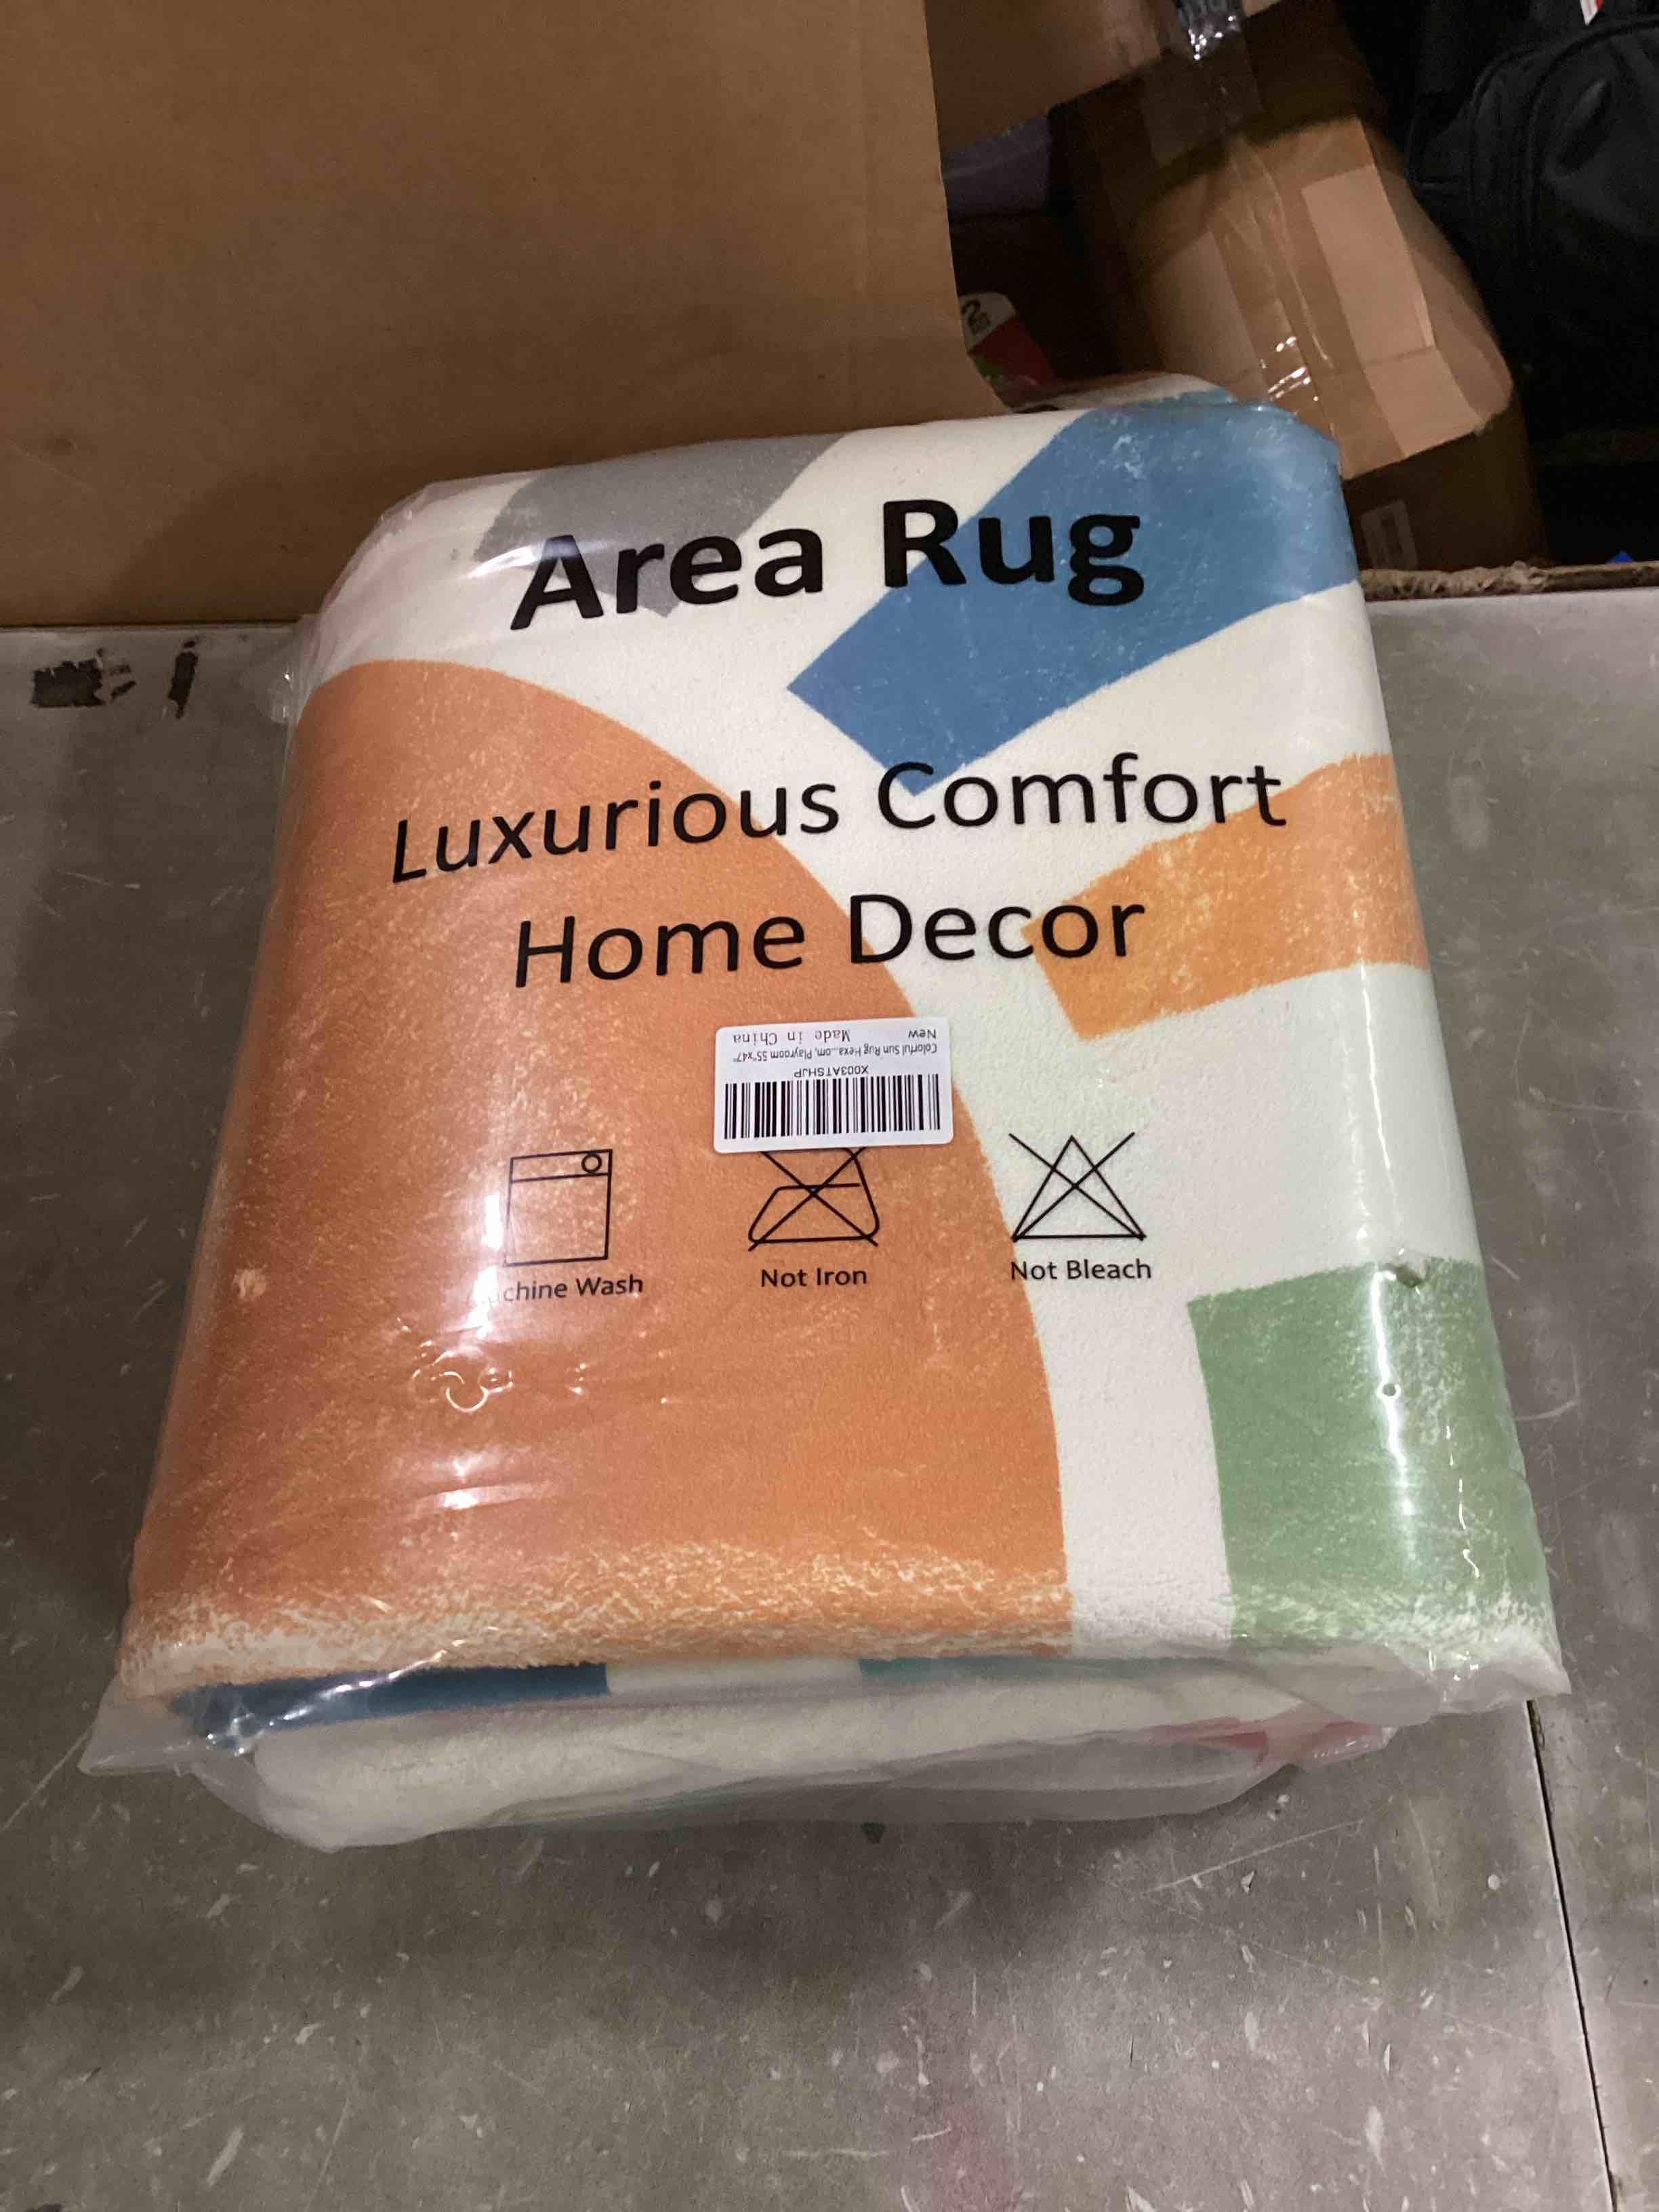 Area Rug
Luxurious Comfort
Home Decor
X003ATSHJP
Colorful Sun Rug Hexa...om, Playroom 55"x47"
New Made in China
chine Wash
Not Iron
Not Bleach